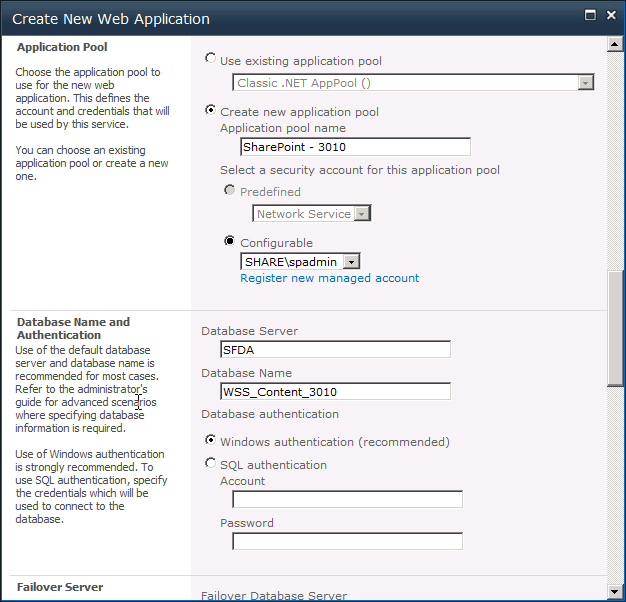 Create New Web Application
Application Pool
Choose the application pool to
use for the new web
application. This defines the
account and credentials that will
be used by this service.
You can choose an existing
application pool or create a new
one.
Use existing application pool
Classic .NET AppPool ()
Create new application pool
Application pool name
SharePoint - 3010
Select a security account for this application pool
Predefined
Network Service
Configurable
SHARE\spadmin
Register new managed account
Database Name and
Authentication
Use of the default database
server and database name is
recommended for most cases.
Refer to the administrator's
guide for advanced scenarios
where specifying database
information is required.
Use of Windows authentication
is strongly recommended. To
use SQL authentication, specify
the credentials which will be
used to connect to the
database.
Database Server
SFDA
Database Name
WSS_Content_3010
Database authentication
Windows authentication (recommended)
SQL authentication
Account
Password
Failover Server
Failover Database Server